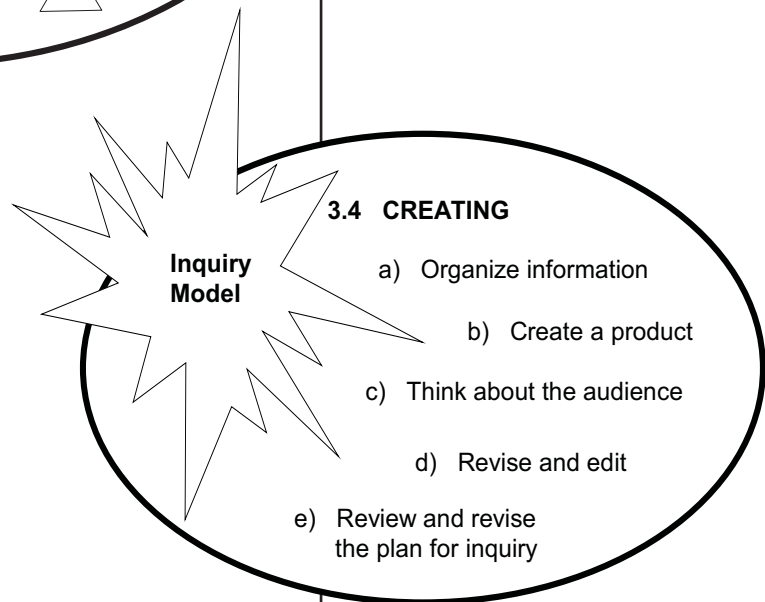 3.4 CREATING
Inquiry
Model
a) Organize information
b) Create a product
c) Think about the audience
d) Revise and edit
e) Review and revise
the plan for inquiry